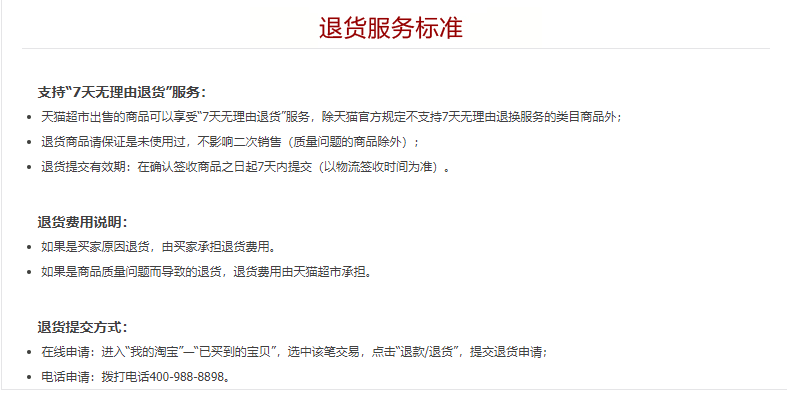 退货服务标准
支持“7天无理由退货”服务：
天猫超市出售的商品可以享受“7天无理由退货”服务，除天猫官方规定不支持7天无理由退换服务的类目商品外；
退货商品请保证是未使用过，不影响二次销售（质量问题的商品除外）；
退货提交有效期：在确认签收商品之日起7天内提交（以物流签收时间为准）。
退货费用说明：
如果是买家原因退货，由买家承担退货费用。
如果是商品质量问题而导致的退货，退货费用由天猫超市承担。
退货提交方式：
在线申请：进入“我的淘宝”—“已买到的宝贝”，选中该笔交易，点击“退款/退货”，提交退货申请；
电话申请：拨打电话400-988-8898。